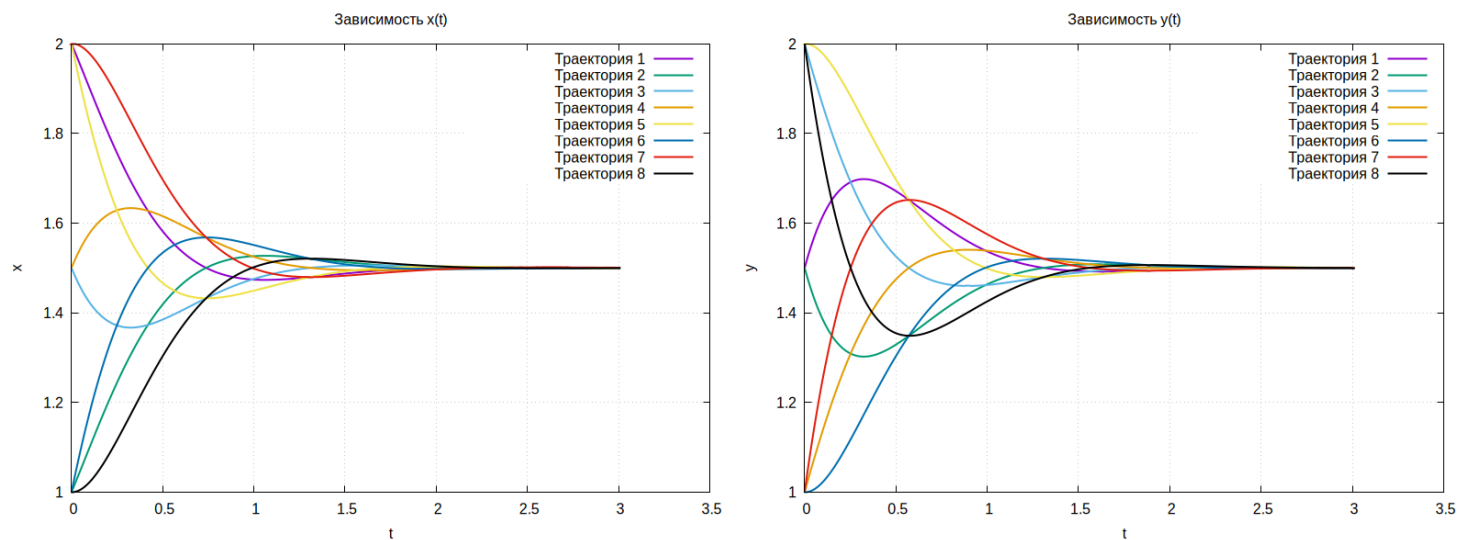 Зависимость x(t)
2
1.8
1.6
1.4
1.2
1
x
0
0.5
1
1.5
2
2.5
3
3.5
t
Траектория 1
Траектория 2
Траектория 3
Траектория 4
Траектория 5
Траектория 6
Траектория 7
Траектория 8
Зависимость y(t)
2
1.8
1.6
1.4
1.2
1
y
0
0.5
1
1.5
2
2.5
3
3.5
t
Траектория 1
Траектория 2
Траектория 3
Траектория 4
Траектория 5
Траектория 6
Траектория 7
Траектория 8